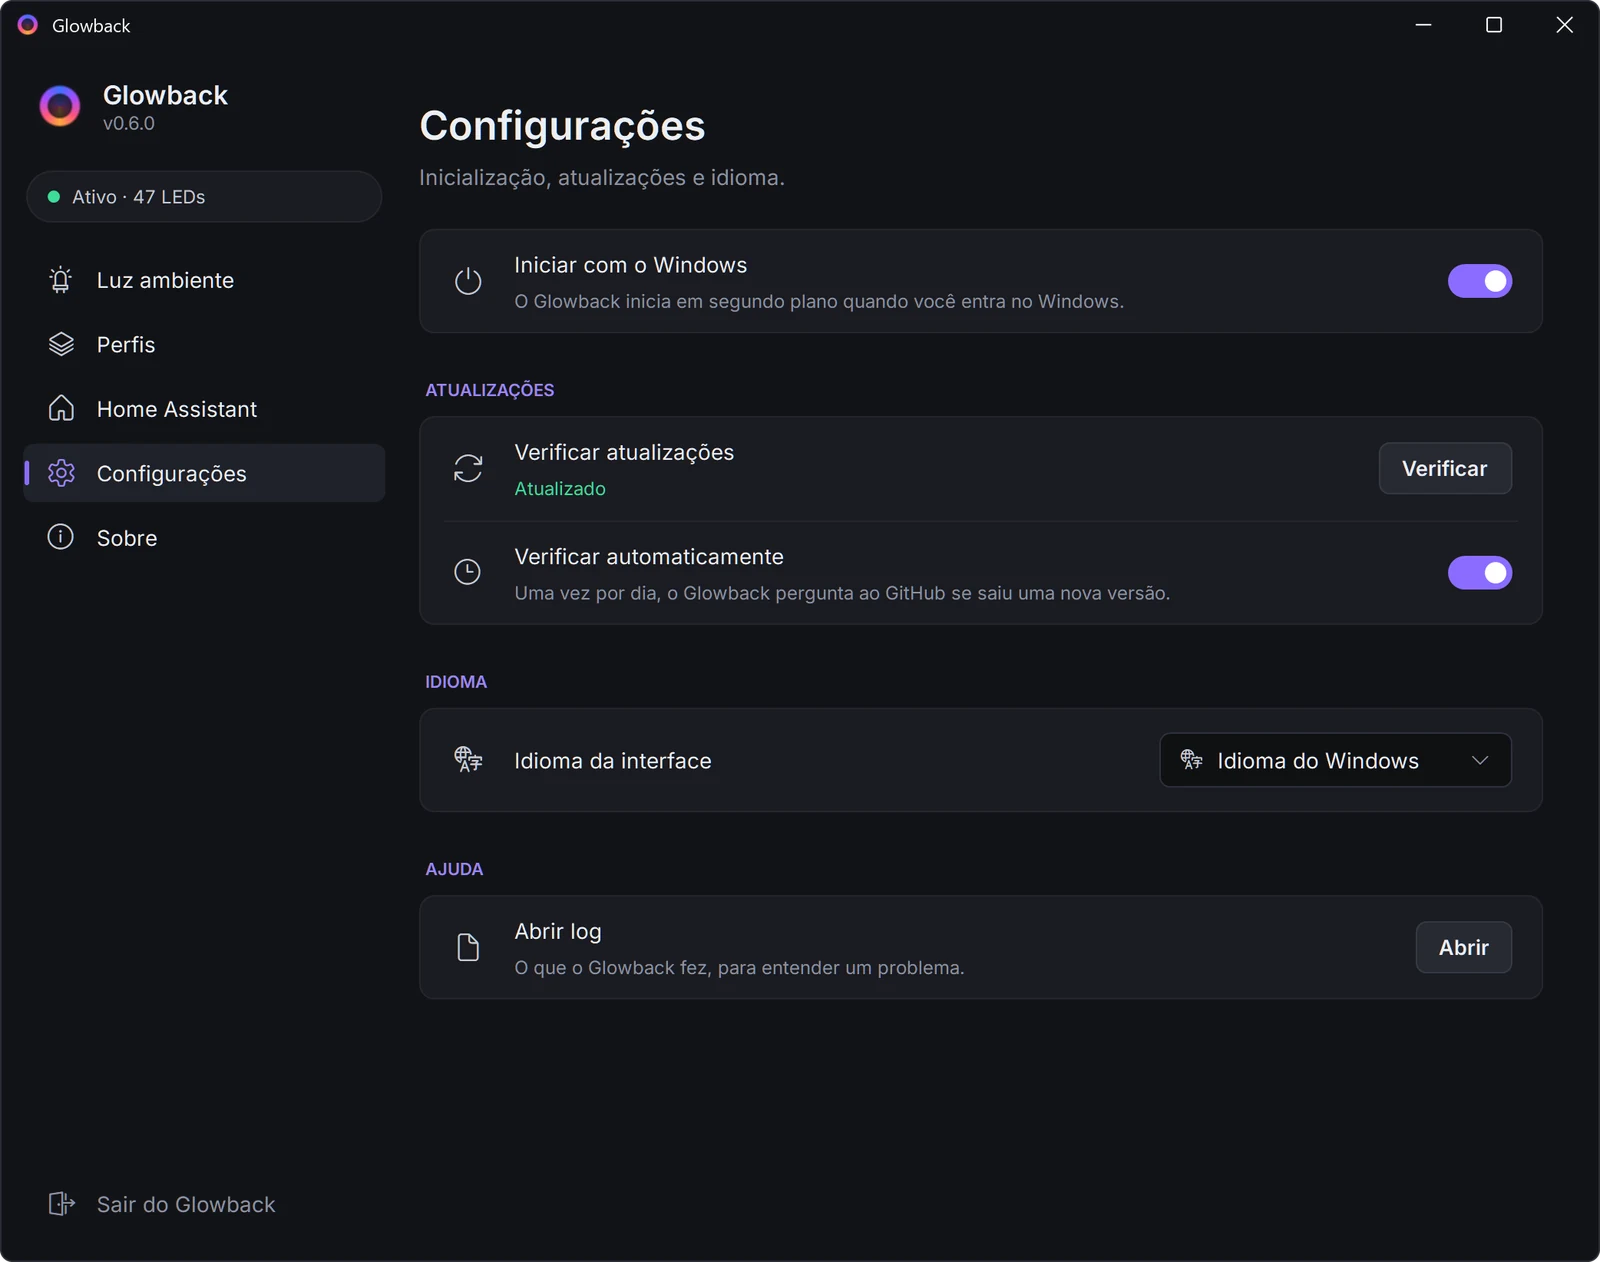 Glowback
Glowback
v0.6.0
Ativo · 47 LEDs
Luz ambiente
Perfis
Home Assistant
Configurações
Sobre
Sair do Glowback
Configurações
Inicialização, atualizações e idioma.
Iniciar com o Windows
O Glowback inicia em segundo plano quando você entra no Windows.
ATUALIZAÇÕES
Verificar atualizações
Atualizado
Verificar
Verificar automaticamente
Uma vez por dia, o Glowback pergunta ao GitHub se saiu uma nova versão.
IDIOMA
Idioma da interface
Idioma do Windows
AJUDA
Abrir log
O que o Glowback fez, para entender um problema.
Abrir